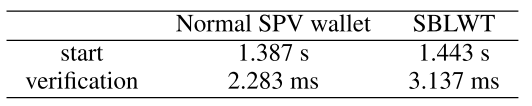 Normal SPV wallet SBLWT
start 1.387 s 1.443 s
verification 2.283 ms 3.137 ms